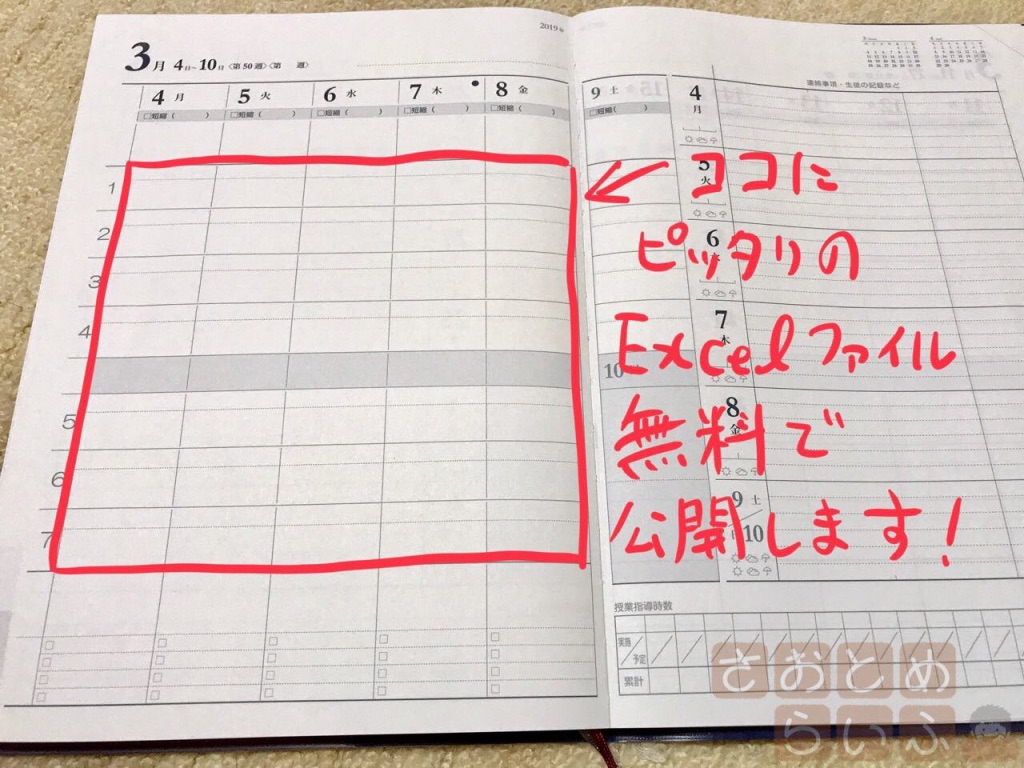 2019年
3月 4日~10日〈第50週〉〈第　週〉
4 月 5 火 6 水 7 木 8 金
□短縮(　) □短縮(　) □短縮(　) □短縮(　) □短縮(　)
1
2
3
4
5
6
7
9 土
□短縮(　)
10
連絡事項・生徒の記録など
4
月
5
火
6
7
木
8
金
9 土
10
授業指導時数
実施
予定
累計
ココに
ピッタリの
Excelファイル
無料で
公開します!
さおとめ
らいふ